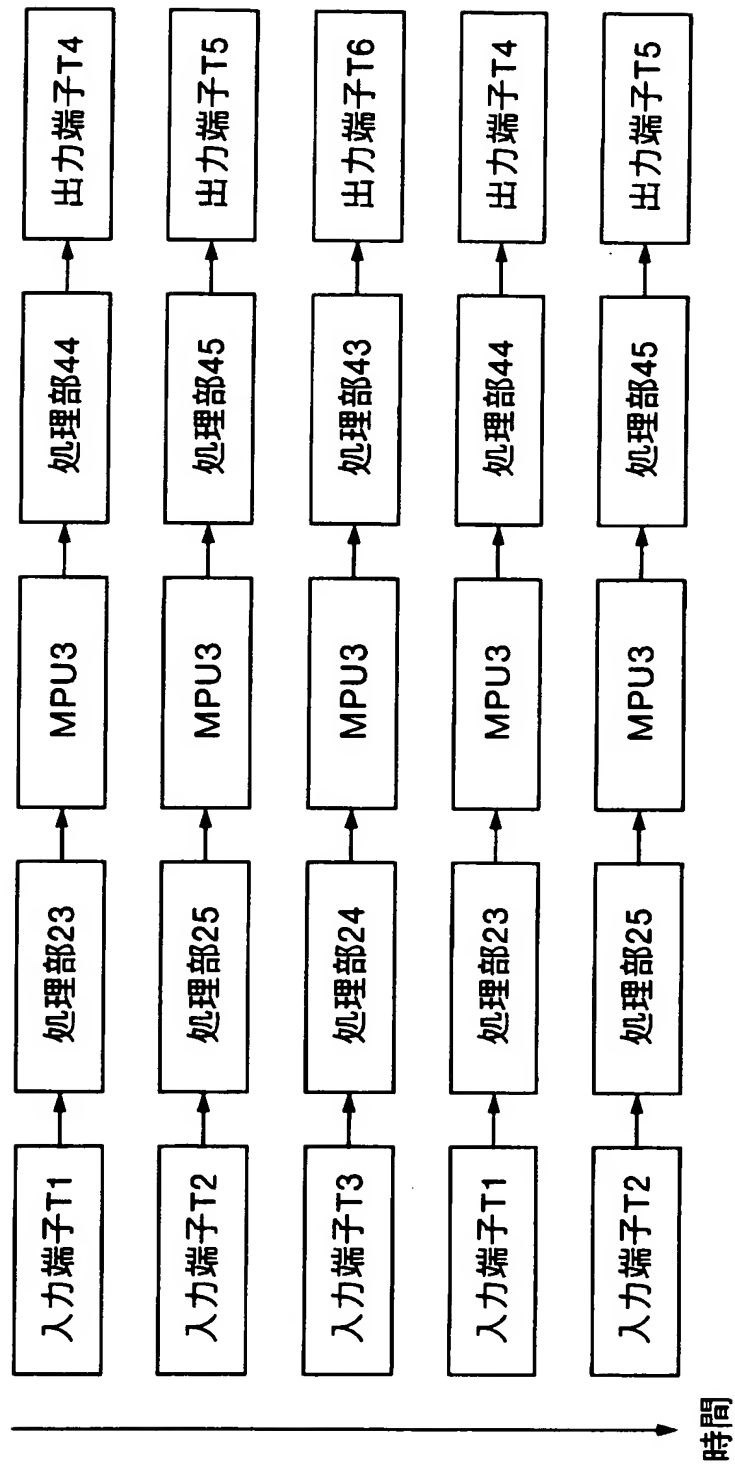 入力端子T1
処理部23
MPU3
処理部44
出力端子T4
入力端子T2
処理部25
MPU3
処理部45
出力端子T5
入力端子T3
処理部24
MPU3
処理部43
出力端子T6
入力端子T1
処理部23
MPU3
処理部44
出力端子T4
入力端子T2
処理部25
MPU3
処理部45
出力端子T5
時間